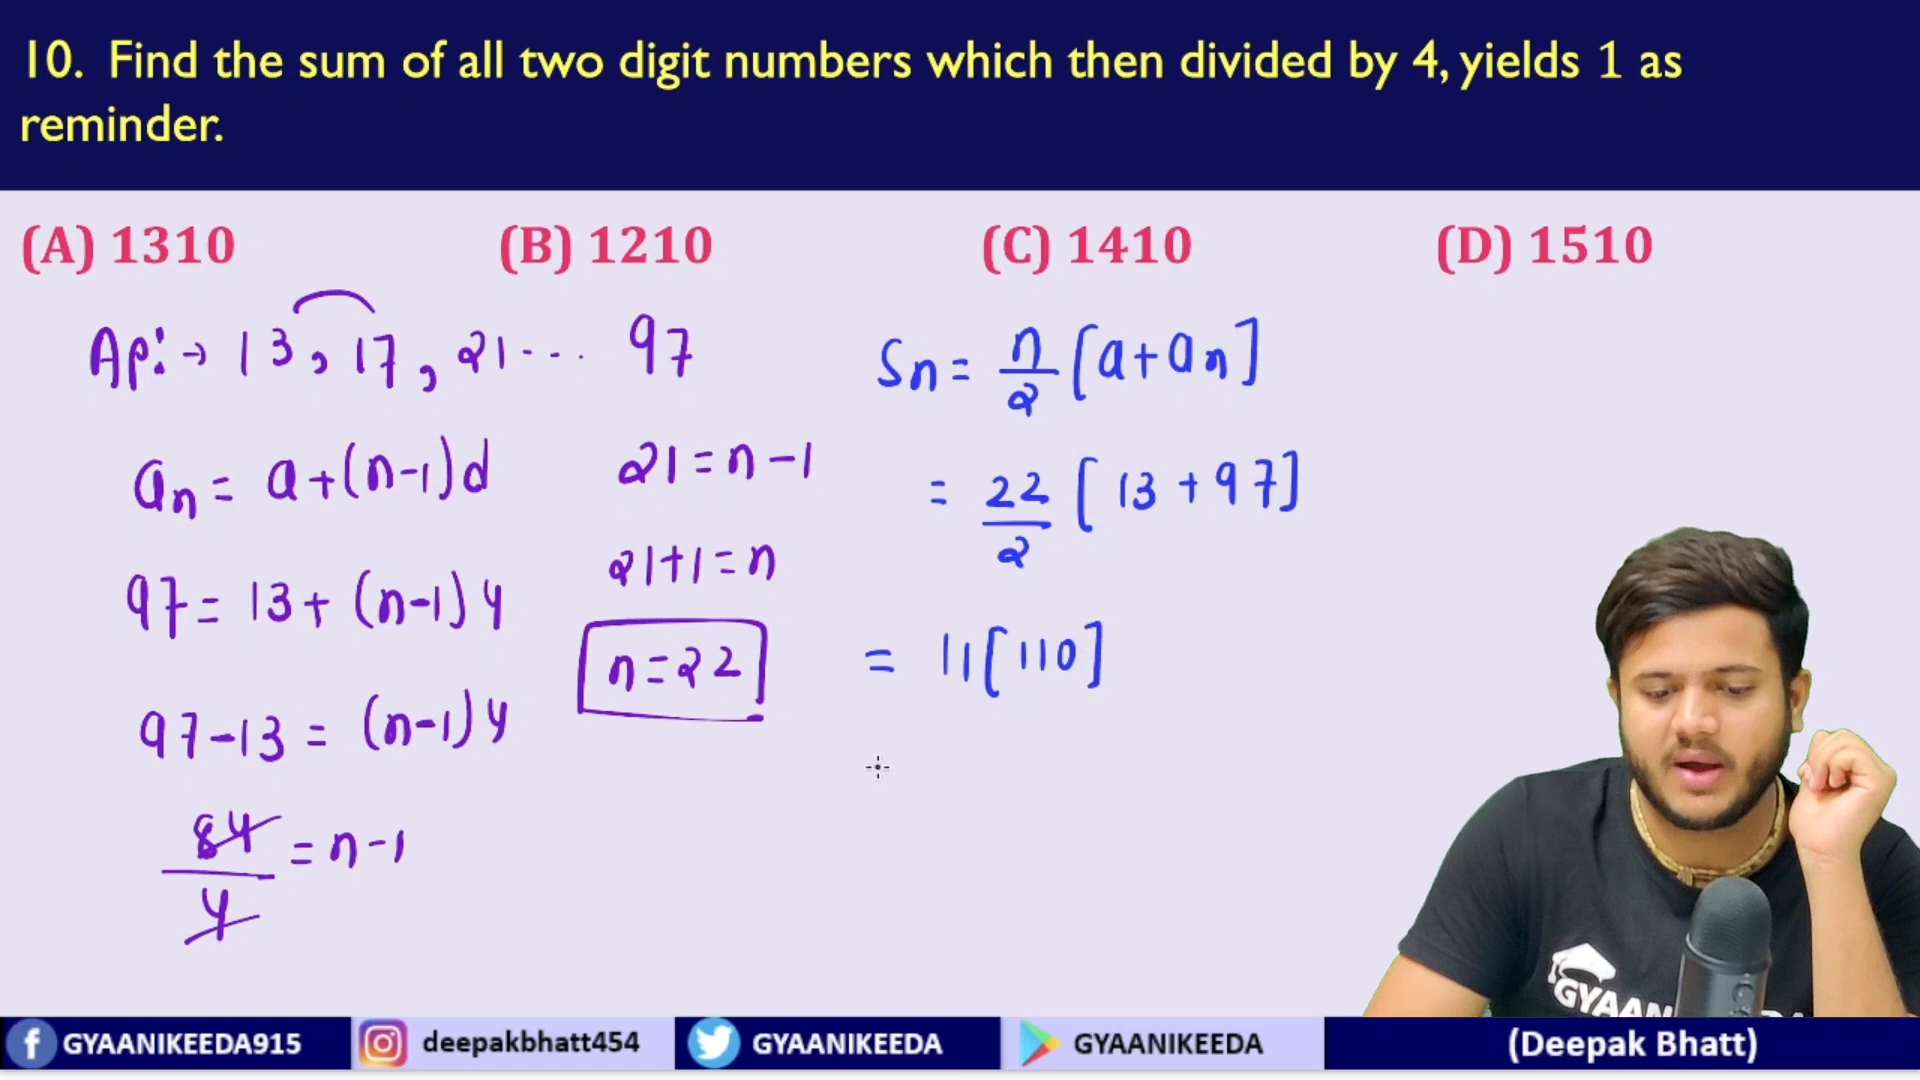 10. Find the sum of all two digit numbers which then divided by 4, yields 1 as
reminder.
(A) 1310 (B) 1210 (C) 1410 (D) 1510
Ap:→ 13, 17, 21... 97
an = a+(n-1)d
97 = 13+(n-1)4
97-13 = (n-1)4
84/4 = n-1
21 = n-1
21+1 = n
n=22
Sn = n/2 [a+an]
= 22/2 [13+97]
= 11[110]
GYAAN
GYAANIKEEDA915 deepakbhatt454 GYAANIKEEDA GYAANIKEEDA (Deepak Bhatt)